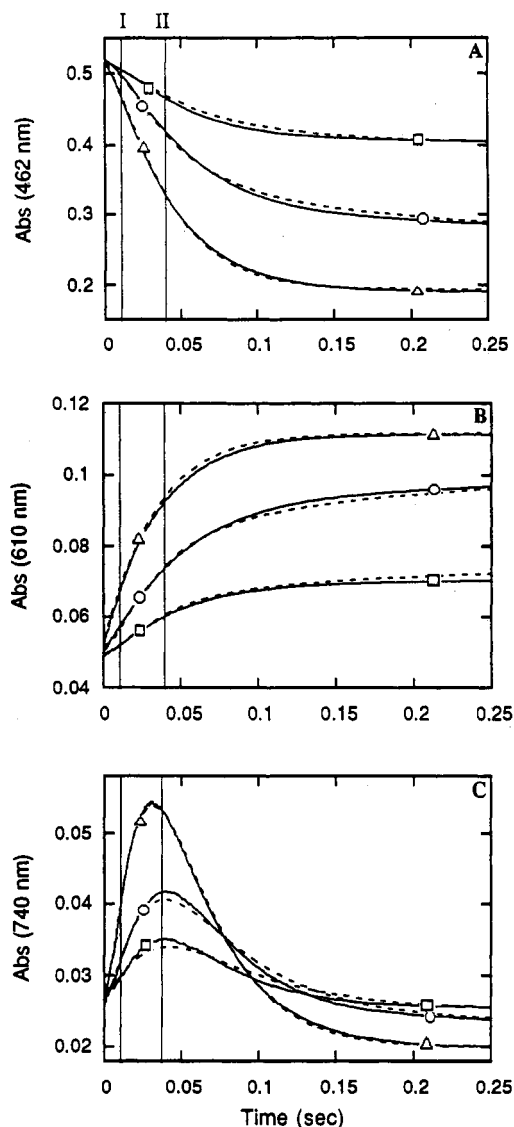 I II
A
Abs (462 nm)
0.5
0.4
0.3
0.2
0 0.05 0.1 0.15 0.2 0.25
B
Abs (610 nm)
0.12
0.1
0.08
0.06
0.04
0 0.05 0.1 0.15 0.2 0.25
C
Abs (740 nm)
0.05
0.04
0.03
0.02
0 0.05 0.1 0.15 0.2 0.25
Time (sec)